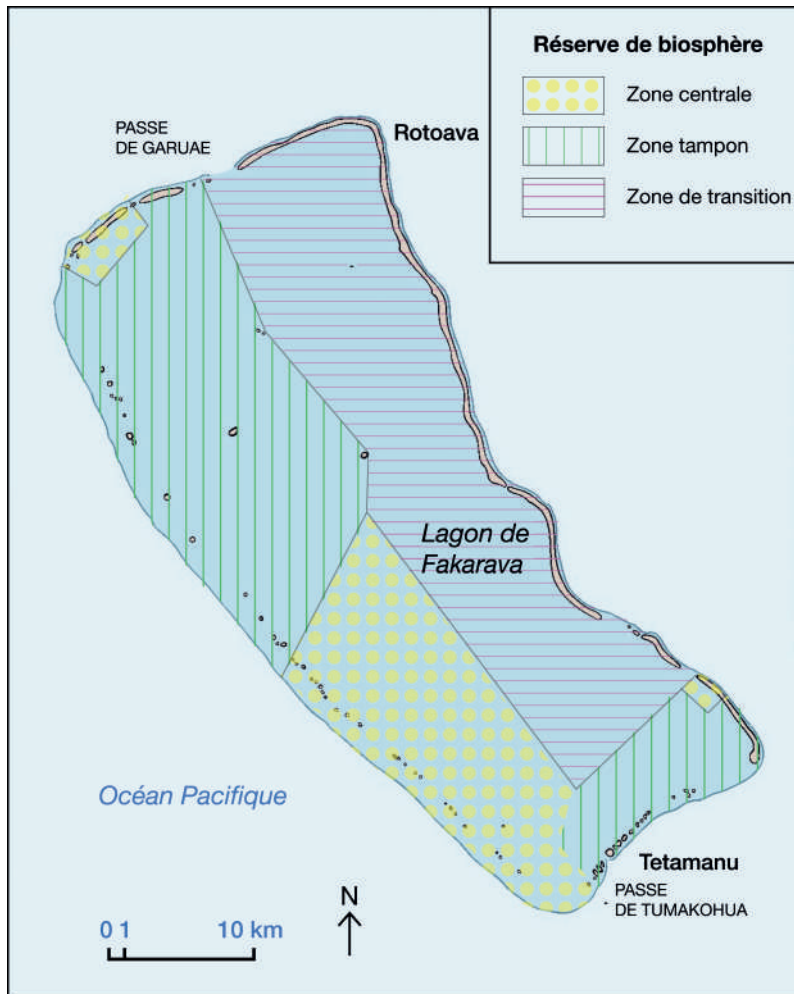 Réserve de biosphère
Zone centrale
Zone tampon
Zone de transition
PASSE
DE GARUAE
Rotoava
Lagon de
Fakarava
Océan Pacifique
Tetamanu
PASSE
DE TUMAKOHUA
N
0 1 10 km